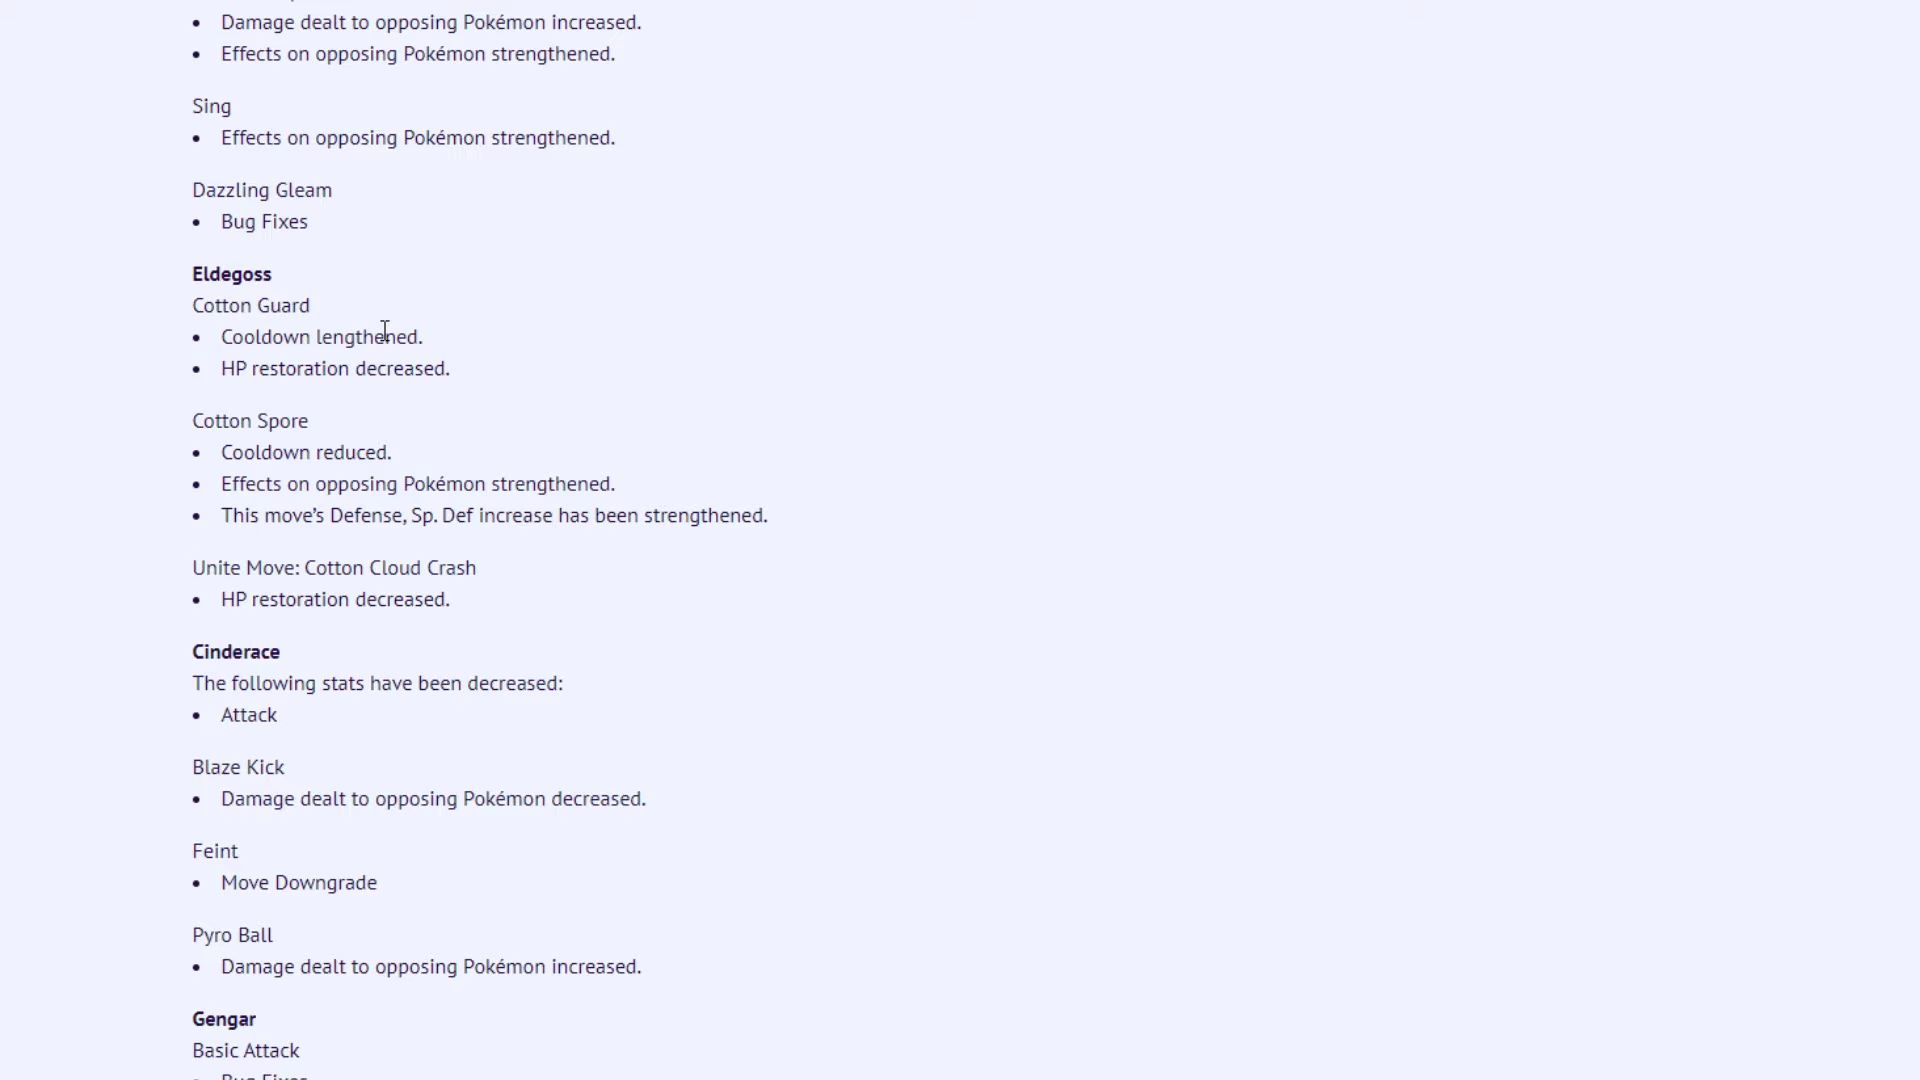 • Damage dealt to opposing Pokémon increased.
• Effects on opposing Pokémon strengthened.
Sing
• Effects on opposing Pokémon strengthened.
Dazzling Gleam
• Bug Fixes
Eldegoss
Cotton Guard
• Cooldown lengthened.
• HP restoration decreased.
Cotton Spore
• Cooldown reduced.
• Effects on opposing Pokémon strengthened.
• This move’s Defense, Sp. Def increase has been strengthened.
Unite Move: Cotton Cloud Crash
• HP restoration decreased.
Cinderace
The following stats have been decreased:
• Attack
Blaze Kick
• Damage dealt to opposing Pokémon decreased.
Feint
• Move Downgrade
Pyro Ball
• Damage dealt to opposing Pokémon increased.
Gengar
Basic Attack
• Bug Fixes